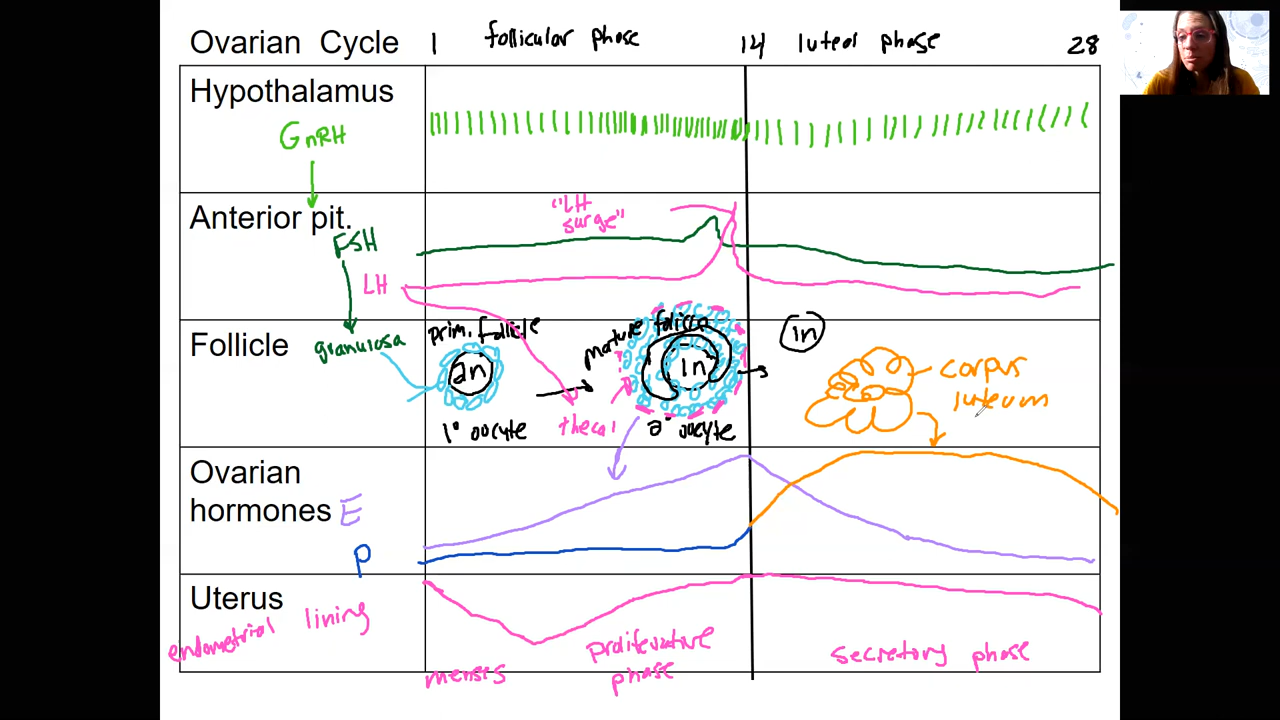 Ovarian Cycle 1 follicular phase 14 luteal phase 28
Hypothalamus
GnRH
Anterior pit.
"LH
surge"
FSH
LH
Follicle
granulosa
prim. follicle
2n
1° oocyte
thecal
mature follicle
1n
2° oocyte
1n
corpus
luteum
Ovarian
hormones E
P
Uterus
endometrial lining
menses
proliferative
phase
secretory phase